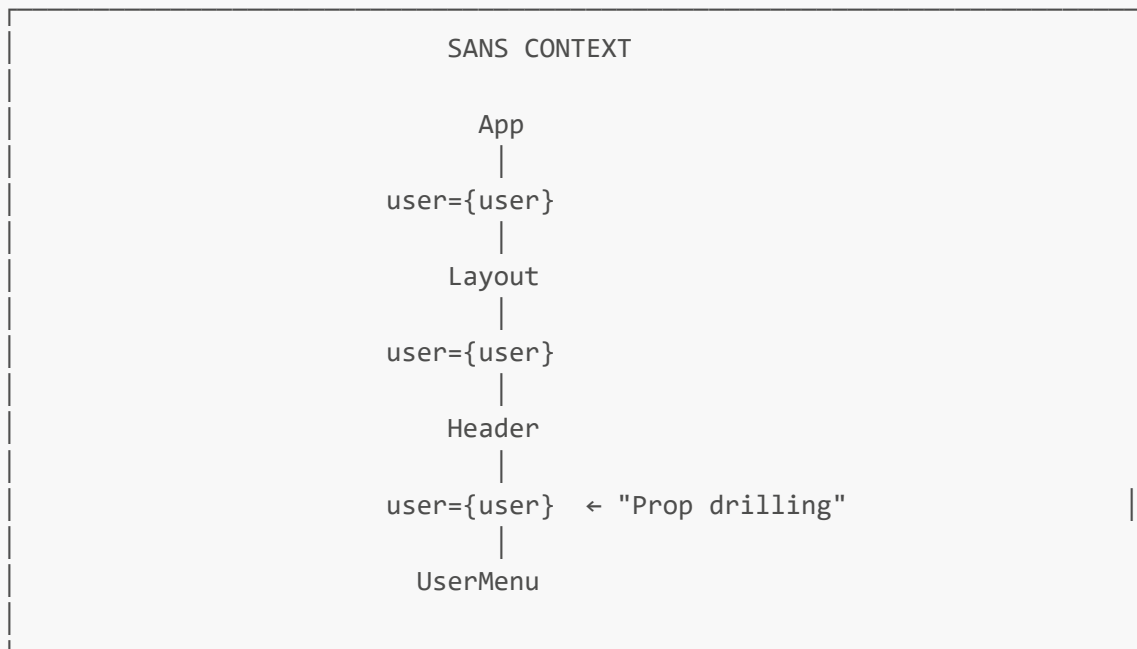 SANS CONTEXT
App
user={user}
Layout
user={user}
Header
user={user} ← "Prop drilling"
UserMenu